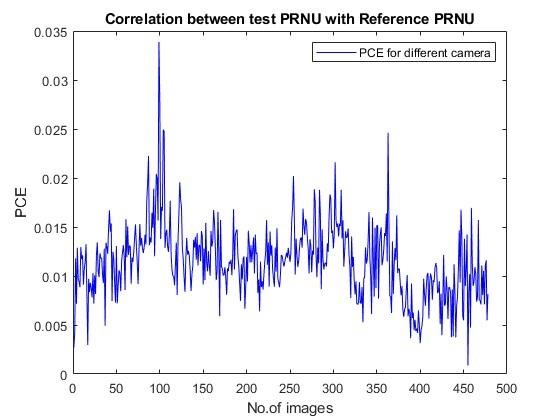 Correlation between test PRNU with Reference PRNU
PCE for different camera
0.035
0.03
0.025
0.02
0.015
0.01
0.005
0
PCE
0 50 100 150 200 250 300 350 400 450 500
No.of images